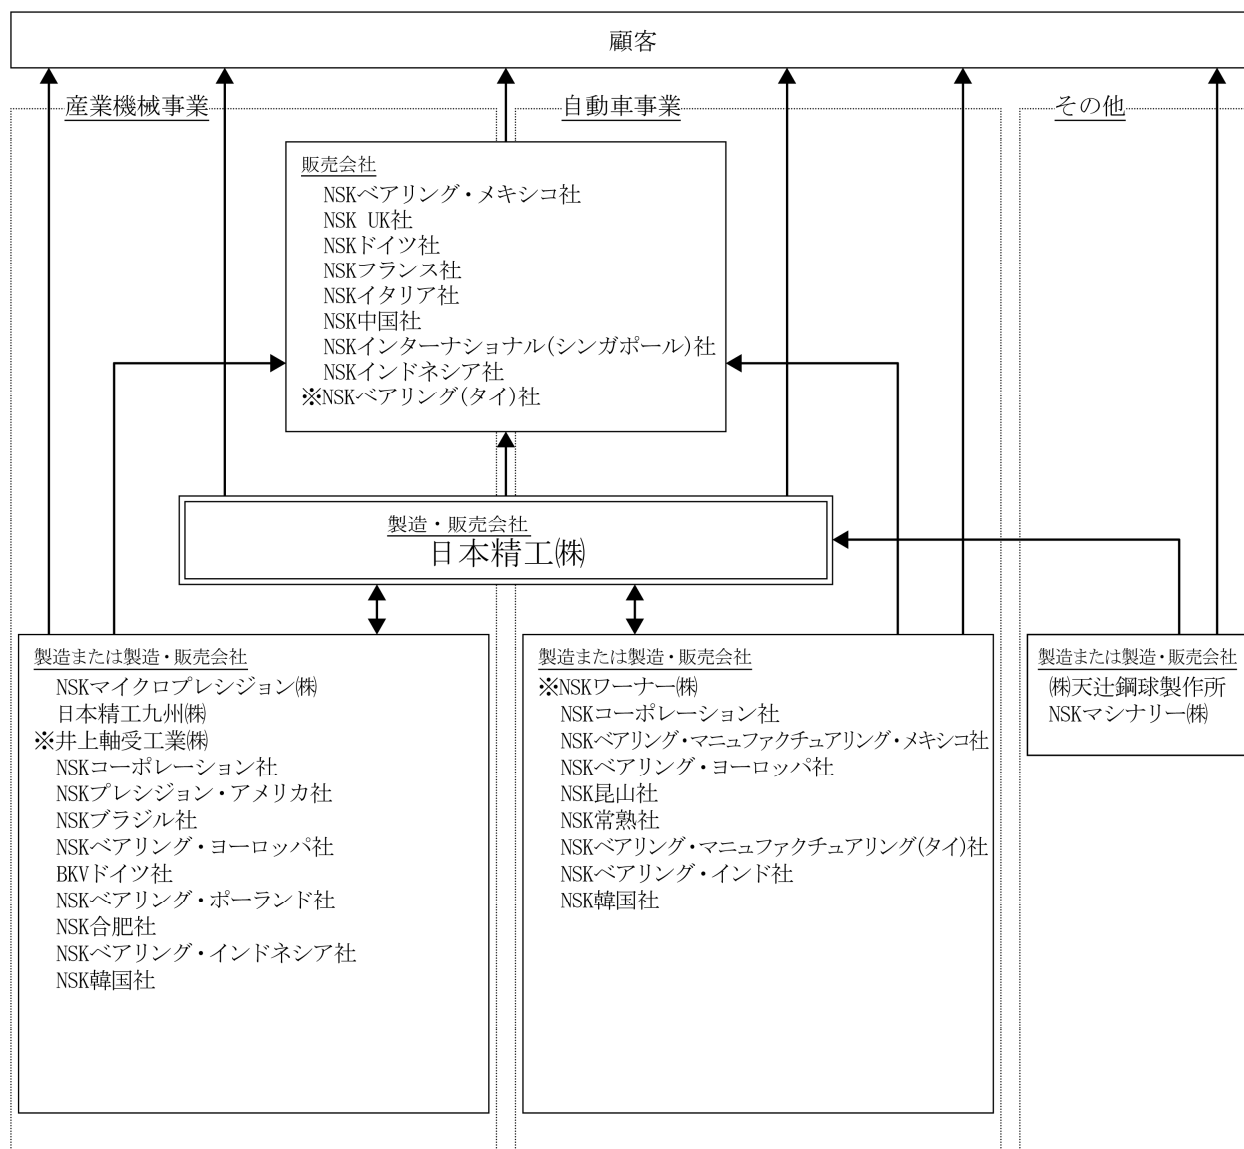 顧客
産業機械事業
自動車事業
その他
販売会社
NSKベアリング・メキシコ社
NSK UK社
NSKドイツ社
NSKフランス社
NSKイタリア社
NSK中国社
NSKインターナショナル(シンガポール)社
NSKインドネシア社
※NSKベアリング(タイ)社
製造・販売会社
日本精工㈱
製造または製造・販売会社
NSKマイクロプレシジョン㈱
日本精工九州㈱
※井上軸受工業㈱
NSKコーポレーション社
NSKプレシジョン・アメリカ社
NSKブラジル社
NSKベアリング・ヨーロッパ社
BKVドイツ社
NSKベアリング・ポーランド社
NSK合肥社
NSKベアリング・インドネシア社
NSK韓国社
製造または製造・販売会社
※NSKワーナー㈱
NSKコーポレーション社
NSKベアリング・マニュファクチュアリング・メキシコ社
NSKベアリング・ヨーロッパ社
NSK昆山社
NSK常熟社
NSKベアリング・マニュファクチュアリング(タイ)社
NSKベアリング・インド社
NSK韓国社
製造または製造・販売会社
㈱天辻鋼球製作所
NSKマシナリー㈱